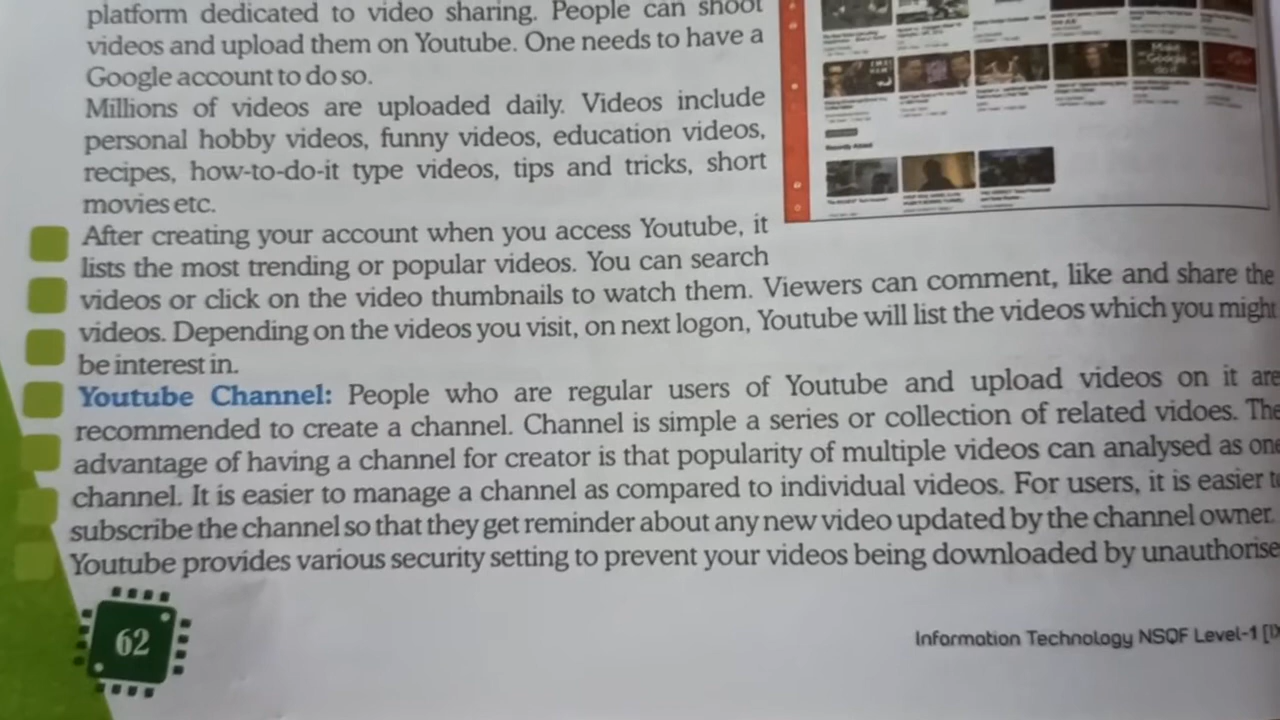 platform dedicated to video sharing. People can shoot
videos and upload them on Youtube. One needs to have a
Google account to do so.
Millions of videos are uploaded daily. Videos include
personal hobby videos, funny videos, education videos,
recipes, how-to-do-it type videos, tips and tricks, short
movies etc.
After creating your account when you access Youtube, it
lists the most trending or popular videos. You can search
videos or click on the video thumbnails to watch them. Viewers can comment, like and share the
videos. Depending on the videos you visit, on next logon, Youtube will list the videos which you might
be interest in.
Youtube Channel: People who are regular users of Youtube and upload videos on it are
recommended to create a channel. Channel is simple a series or collection of related vidoes. The
advantage of having a channel for creator is that popularity of multiple videos can analysed as one
channel. It is easier to manage a channel as compared to individual videos. For users, it is easier t
subscribe the channel so that they get reminder about any new video updated by the channel owner.
Youtube provides various security setting to prevent your videos being downloaded by unauthorise
62
Information Technology NSQF Level-1 [IX
Recently Added